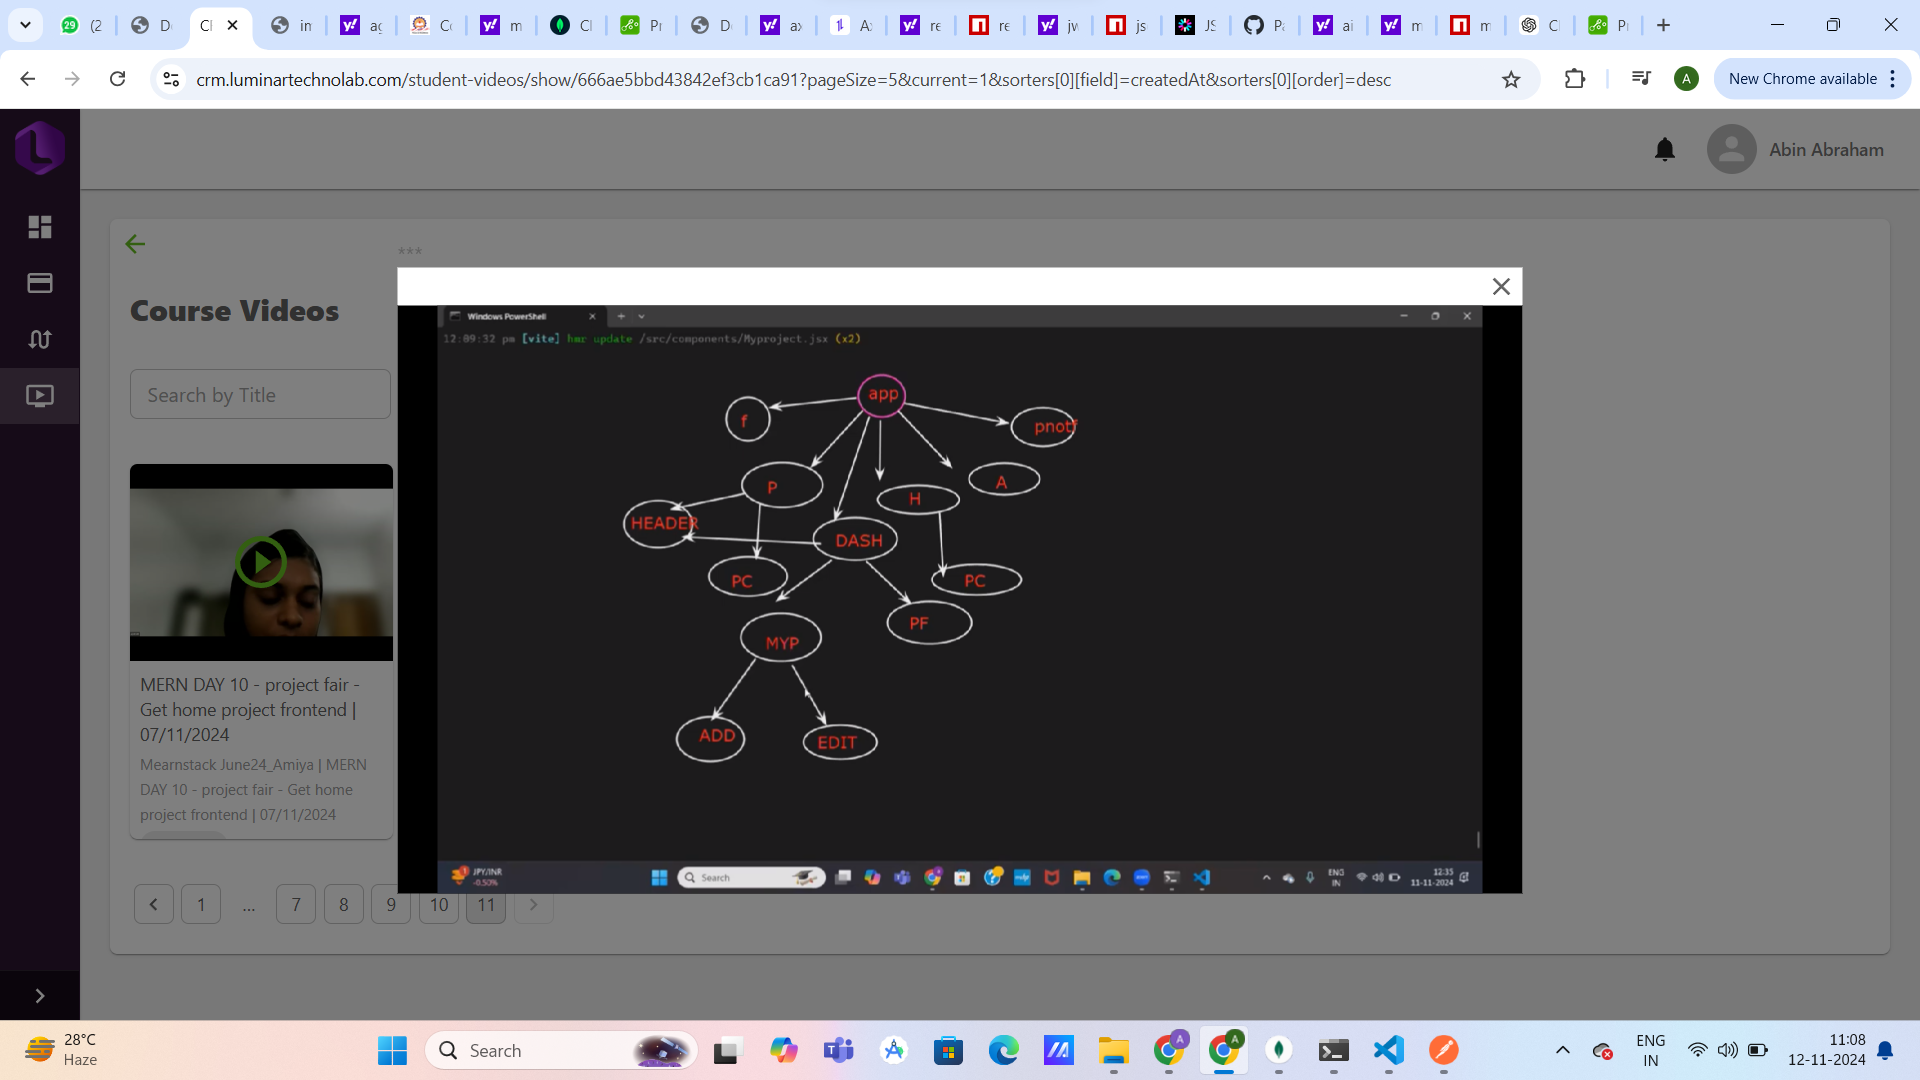 (2
D
Cl
in
ag
Co
m
Cl
Pr
D
ax
Ax
re
re
jw
js
JS
Pa
ai
m
m
Cl
Pr
crm.luminartechnolab.com/student-videos/show/666ae5bbd43842ef3cb1ca91?pageSize=5&current=1&sorters[0][field]=createdAt&sorters[0][order]=desc
A
New Chrome available
Abin Abraham
***
Course Videos
Search by Title
MERN DAY 10 - project fair -
Get home project frontend |
07/11/2024
Mearnstack June24_Amiya | MERN
DAY 10 - project fair - Get home
project frontend | 07/11/2024
1
...
7
8
9
10
11
Windows PowerShell
12:09:32 pm [vite] hmr update /src/components/Myproject.jsx (x2)
app
f
pnotf
P
A
H
HEADER
DASH
PC
PC
PF
MYP
ADD
EDIT
JPY/INR
-0.50%
Search
ENG
IN
12:35
11-11-2024
28°C
Haze
Search
ENG
IN
11:08
12-11-2024